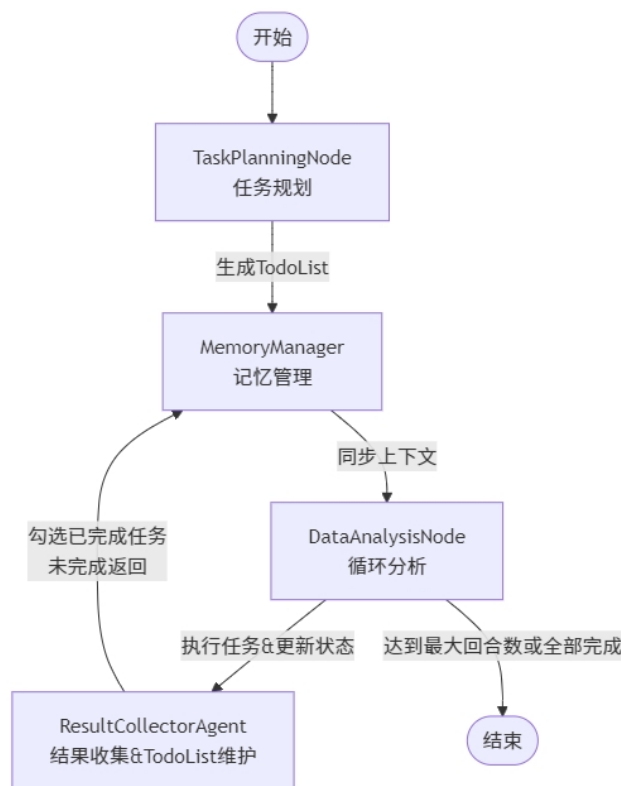 开始
TaskPlanningNode
任务规划
生成TodoList
MemoryManager
记忆管理
同步上下文
勾选已完成任务
未完成返回
DataAnalysisNode
循环分析
执行任务&更新状态
达到最大回合数或全部完成
ResultCollectorAgent
结果收集&TodoList维护
结束